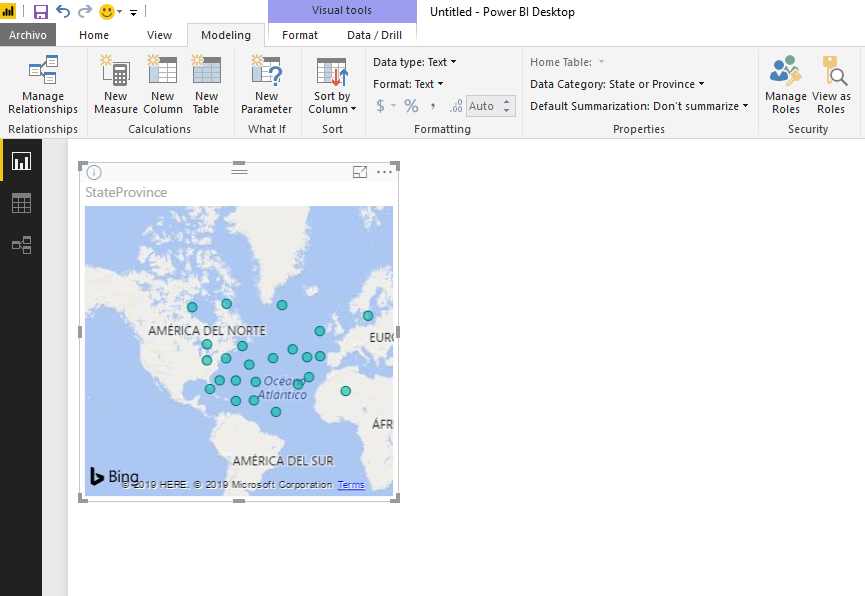 Visual tools
Untitled - Power BI Desktop
Archivo
Home
View
Modeling
Format
Data / Drill
Manage
Relationships
New
Measure
New
Column
New
Table
New
Parameter
Sort by
Column
Data type: Text
Format: Text
$ % , .00 Auto
Home Table:
Data Category: State or Province
Default Summarization: Don't summarize
Manage
Roles
View as
Roles
Relationships
Calculations
What If
Sort
Formatting
Properties
Security
StateProvince
AMÉRICA DEL NORTE
EURO
Océano
Atlántico
ÁFR
AMÉRICA DEL SUR
Bing
© 2019 HERE. © 2019 Microsoft Corporation Terms